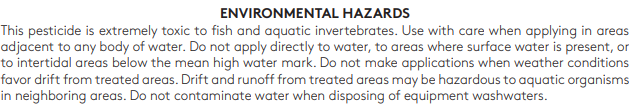 ENVIRONMENTAL HAZARDS
This pesticide is extremely toxic to fish and aquatic invertebrates. Use with care when applying in areas
adjacent to any body of water. Do not apply directly to water, to areas where surface water is present, or
to intertidal areas below the mean high water mark. Do not make applications when weather conditions
favor drift from treated areas. Drift and runoff from treated areas may be hazardous to aquatic organisms
in neighboring areas. Do not contaminate water when disposing of equipment washwaters.